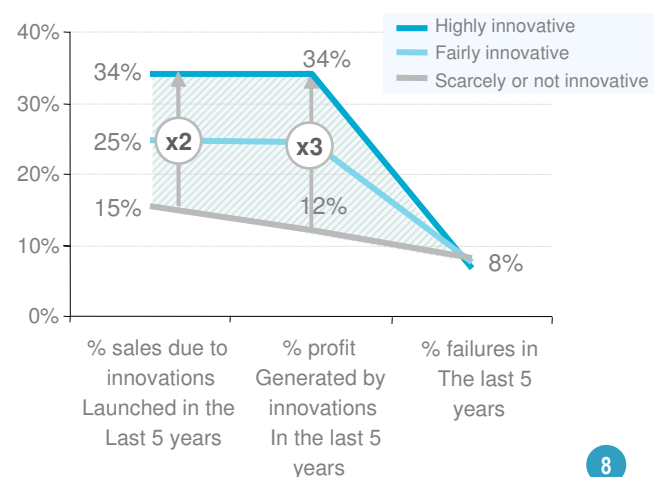 Highly innovative
Fairly innovative
Scarcely or not innovative
40%
30%
20%
10%
0%
34%
34%
25%
x2
x3
15%
12%
8%
% sales due to
innovations
Launched in the
Last 5 years
% profit
Generated by
innovations
In the last 5
years
% failures in
The last 5
years
8